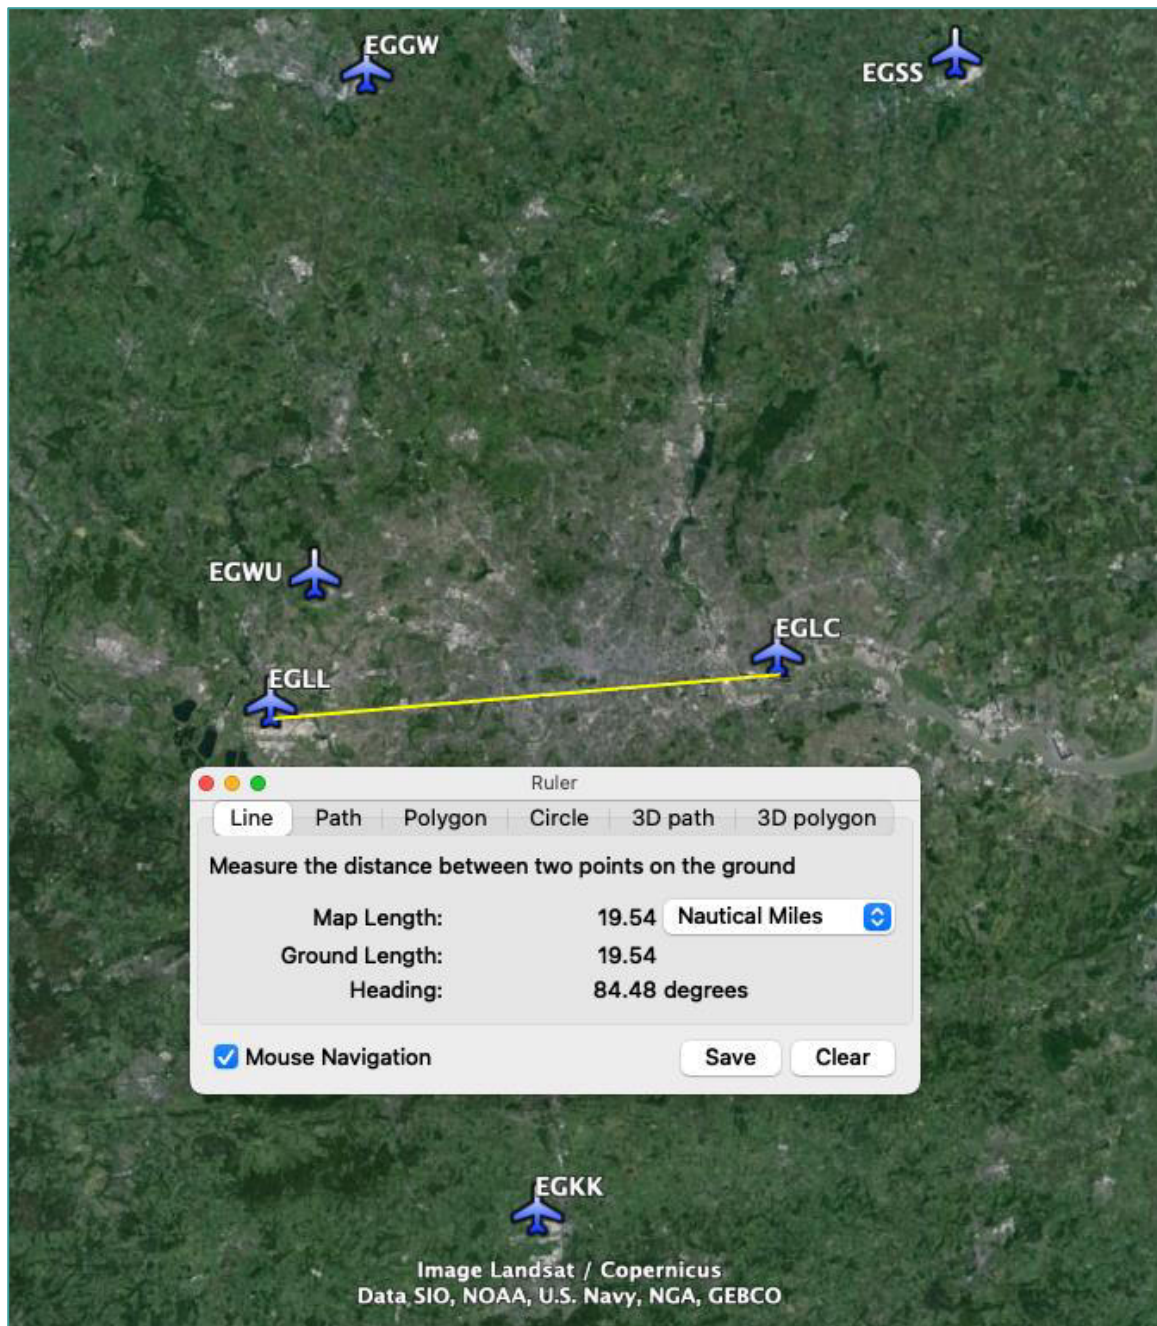 EGGW
EGSS
EGWU
EGLC
EGLL
Ruler
Line Path Polygon Circle 3D path 3D polygon
Measure the distance between two points on the ground
Map Length: 19.54 Nautical Miles
Ground Length: 19.54
Heading: 84.48 degrees
Mouse Navigation Save Clear
EGKK
Image Landsat / Copernicus
Data SIO, NOAA, U.S. Navy, NGA, GEBCO